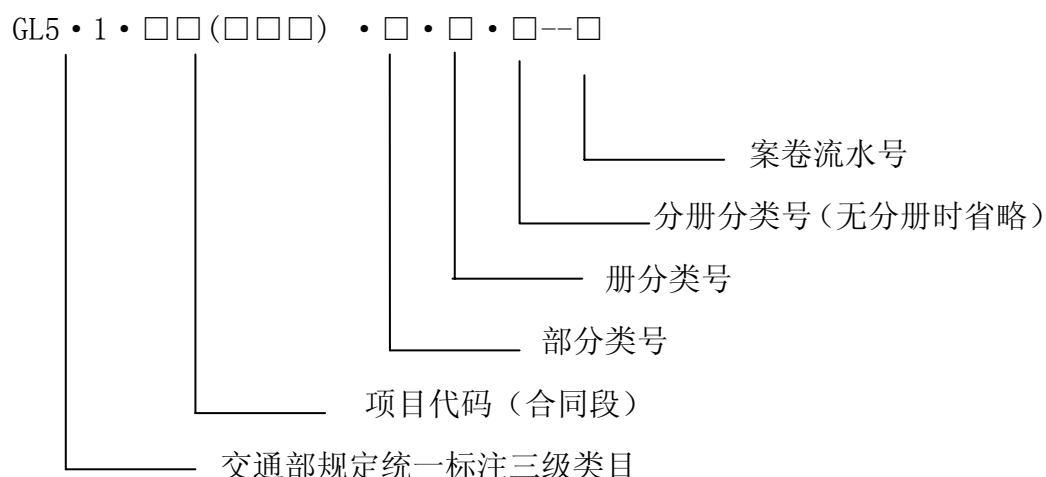 GL5·1·□□(□□□) ·□·□·□--□
案卷流水号
分册分类号（无分册时省略）
册分类号
部分类号
项目代码（合同段）
交通部规定统一标注三级类目